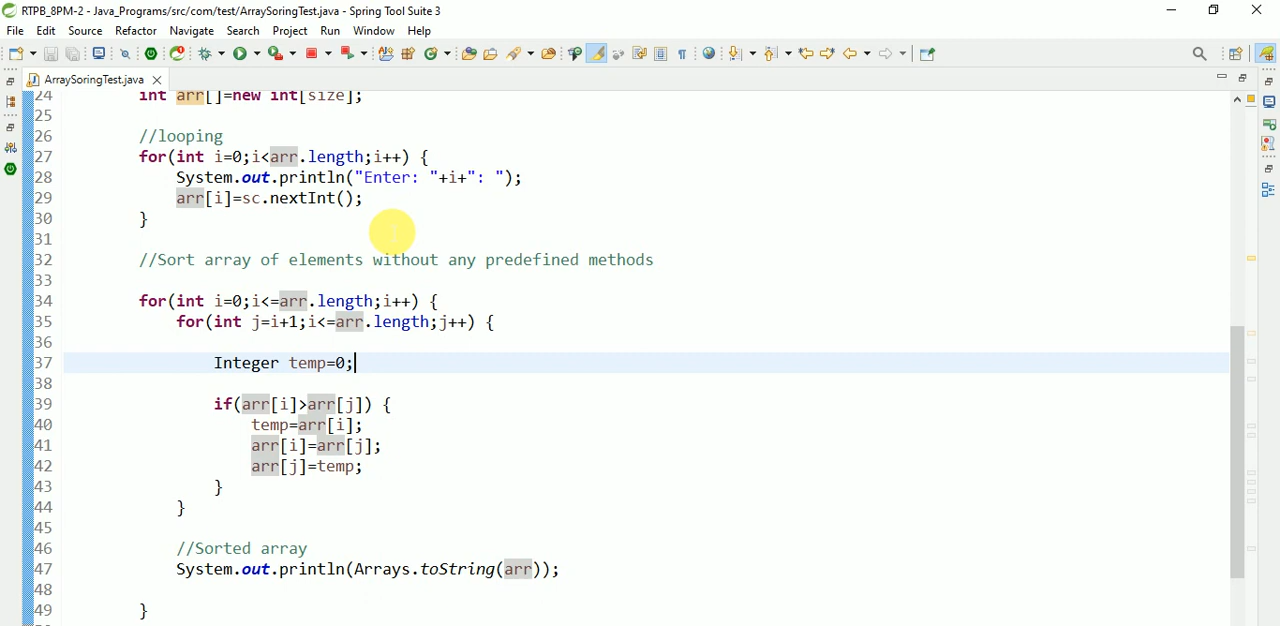 RTPB_8PM-2 - Java_Programs/src/com/test/ArraySoringTest.java - Spring Tool Suite 3
File Edit Source Refactor Navigate Search Project Run Window Help
ArraySoringTest.java
24 int arr[]=new int[size];
25
26 //looping
27 for(int i=0;i<arr.length;i++) {
28 System.out.println("Enter: "+i+": ");
29 arr[i]=sc.nextInt();
30 }
31
32 //Sort array of elements without any predefined methods
33
34 for(int i=0;i<=arr.length;i++) {
35 for(int j=i+1;i<=arr.length;j++) {
36
37 Integer temp=0;
38
39 if(arr[i]>arr[j]) {
40 temp=arr[i];
41 arr[i]=arr[j];
42 arr[j]=temp;
43 }
44 }
45
46 //Sorted array
47 System.out.println(Arrays.toString(arr));
48
49 }